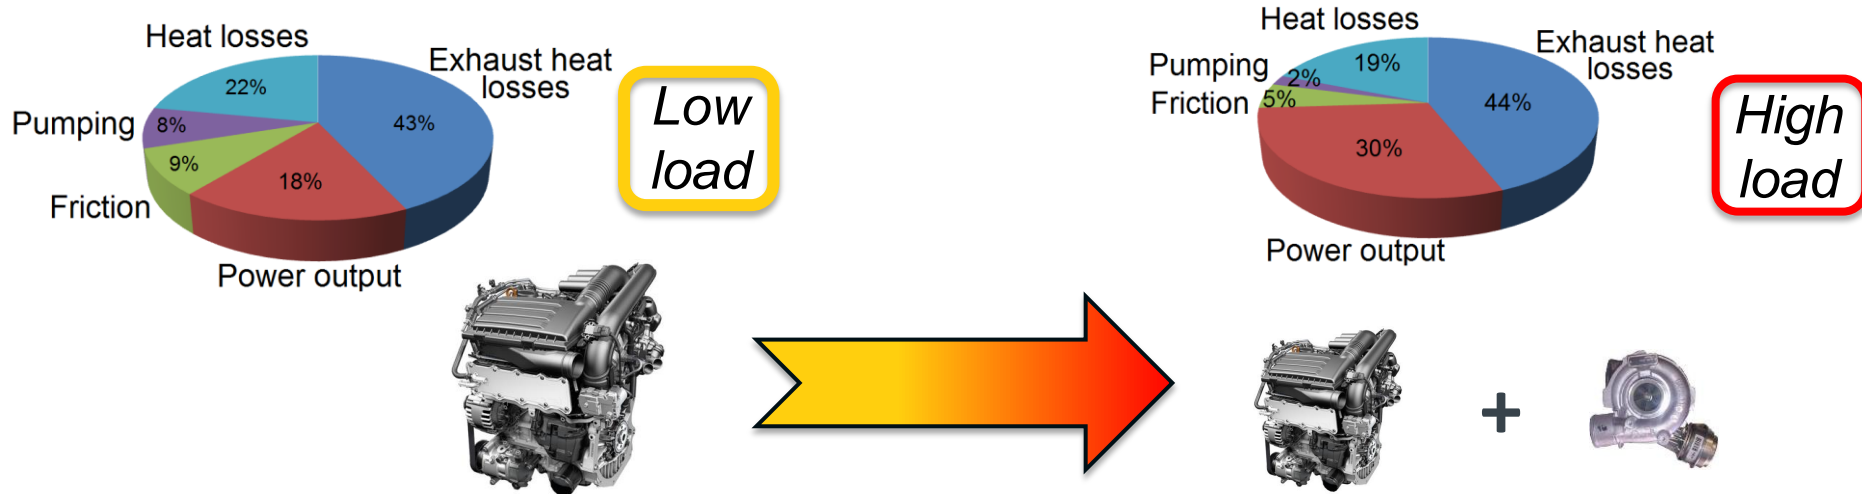 Heat losses
Exhaust heat
losses
22%
43%
Pumping
8%
9%
18%
Friction
Power output
Low
load
Heat losses
Exhaust heat
losses
Pumping
2%
19%
Friction
5%
44%
30%
Power output
High
load
+